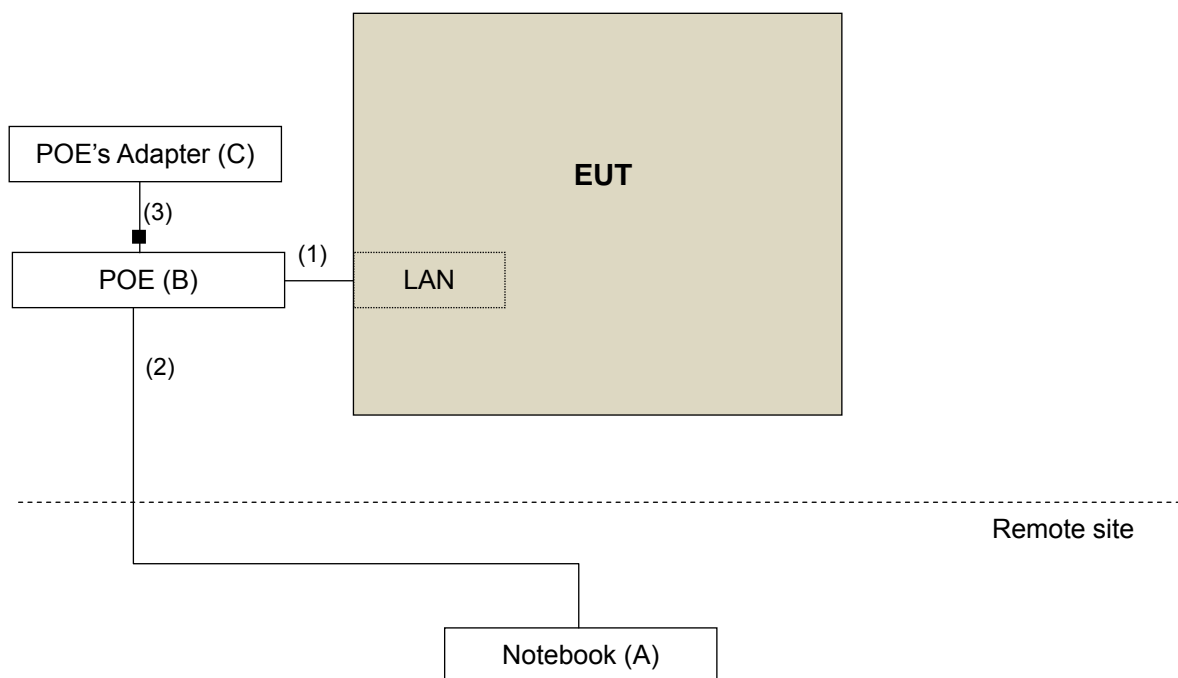 POE’s Adapter (C)
EUT
(3)
(1)
POE (B)
LAN
(2)
Remote site
Notebook (A)